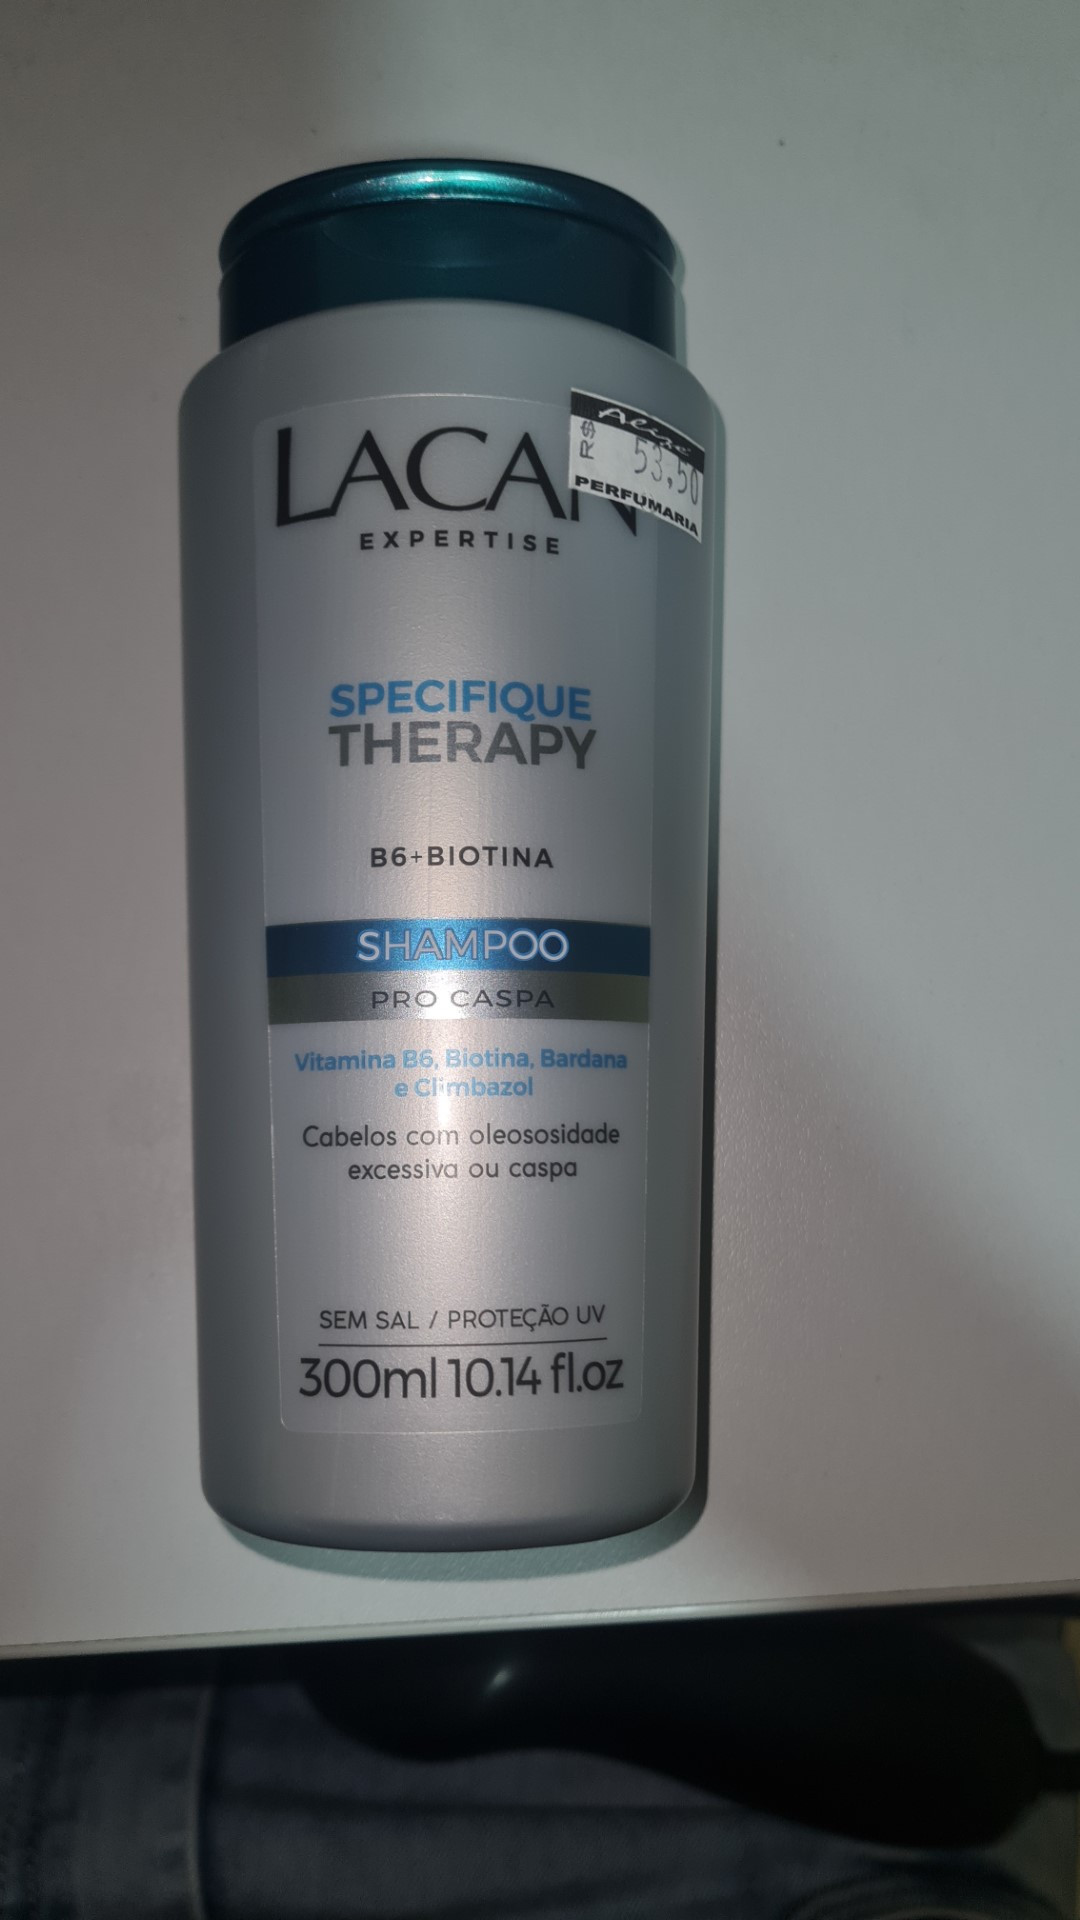 LACAN
Alize
R$ 53,50
PERFUMARIA
EXPERTISE
SPECIFIQUE
THERAPY
B6+BIOTINA
SHAMPOO
PRO CASPA
Vitamina B6, Biotina, Bardana
e Climbazol
Cabelos com oleososidade
excessiva ou caspa
SEM SAL / PROTEÇÃO UV
300ml 10.14 fl.oz